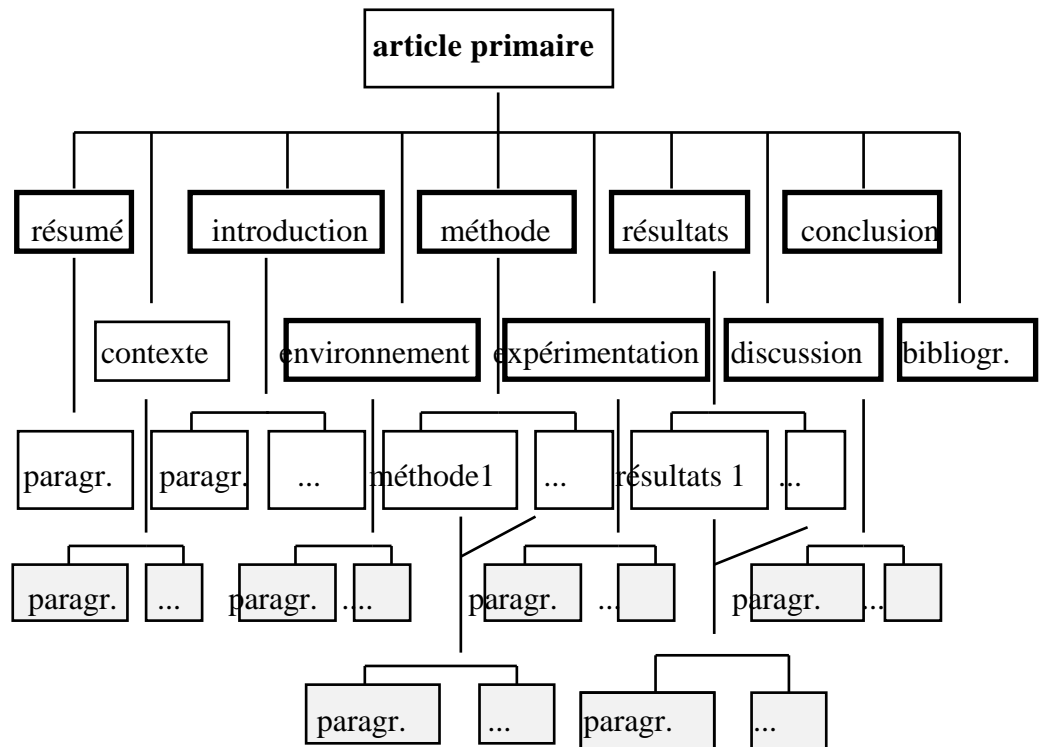 article primaire
résumé introduction méthode résultats conclusion
contexte environnement expérimentation discussion bibliogr.
paragr. paragr. ... méthode1 ... résultats 1 ...
paragr. ... paragr. .... paragr. ... paragr. ...
paragr. ... paragr. ...